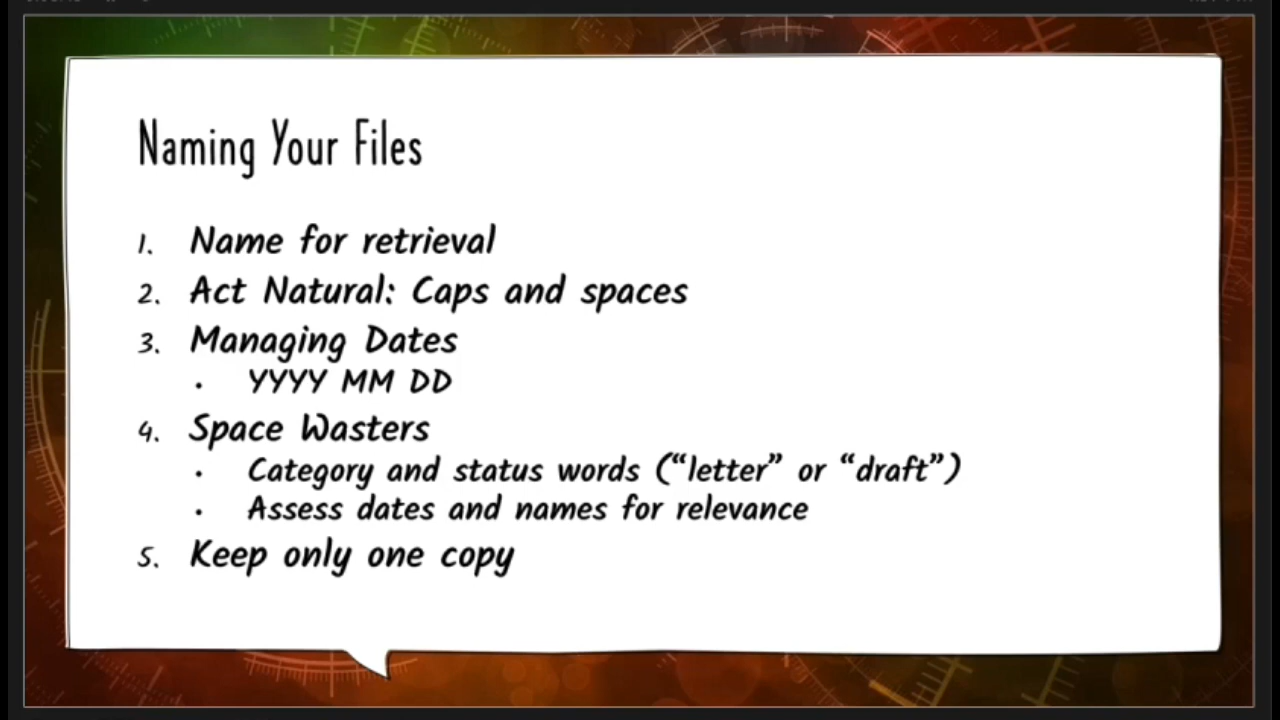 Naming Your Files
1. Name for retrieval
2. Act Natural: Caps and spaces
3. Managing Dates
• YYYY MM DD
4. Space Wasters
• Category and status words (“letter” or “draft”)
• Assess dates and names for relevance
5. Keep only one copy